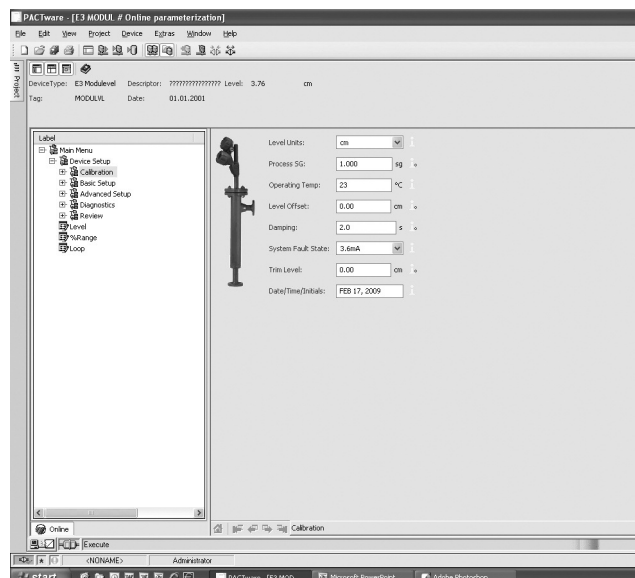 PACTware - [E3 MODUL # Online parameterization]
File Edit View Project Device Extras Window Help
Project
DeviceType: E3 Modulevel Descriptor: ???????????????? Level: 3.76 cm
Tag: MODULVL Date: 01.01.2001
Label
Main Menu
Device Setup
Calibration
Basic Setup
Advanced Setup
Diagnostics
Review
Level
%Range
Loop
Level Units: cm
Process SG: 1.000 sg
Operating Temp: 23 °C
Level Offset: 0.00 cm
Damping: 2.0 s
System Fault State: 3.6mA
Trim Level: 0.00 cm
Date/Time/Initials: FEB 17, 2009
Online
Calibration
Execute
<NONAME> Administrator
start PACTware - [E3 MOD... Microsoft PowerPoint ... Adobe Photoshop